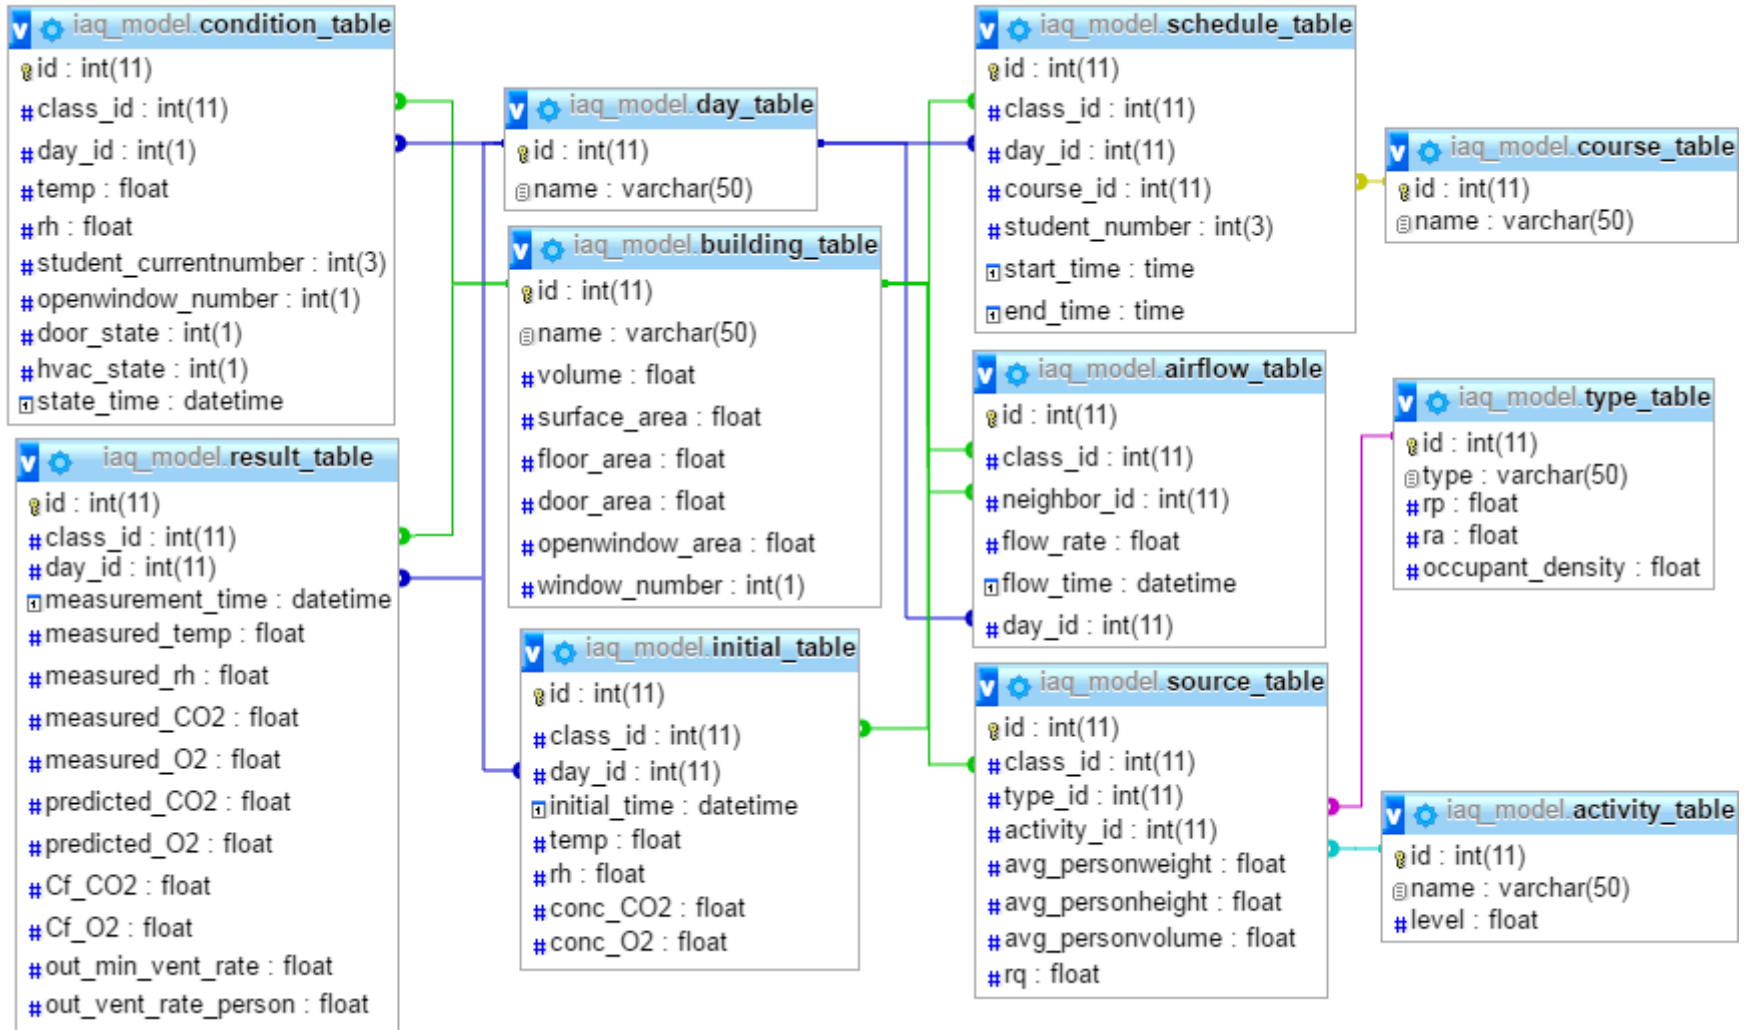 v iaq_model.condition_table
id : int(11)
class_id : int(11)
day_id : int(1)
temp : float
rh : float
student_currentnumber : int(3)
openwindow_number : int(1)
door_state : int(1)
hvac_state : int(1)
state_time : datetime
v iaq_model.result_table
id : int(11)
class_id : int(11)
day_id : int(11)
measurement_time : datetime
measured_temp : float
measured_rh : float
measured_CO2 : float
measured_O2 : float
predicted_CO2 : float
predicted_O2 : float
Cf_CO2 : float
Cf_O2 : float
out_min_vent_rate : float
out_vent_rate_person : float
v iaq_model.day_table
id : int(11)
name : varchar(50)
v iaq_model.building_table
id : int(11)
name : varchar(50)
volume : float
surface_area : float
floor_area : float
door_area : float
openwindow_area : float
window_number : int(1)
v iaq_model.initial_table
id : int(11)
class_id : int(11)
day_id : int(11)
initial_time : datetime
temp : float
rh : float
conc_CO2 : float
conc_O2 : float
v iaq_model.schedule_table
id : int(11)
class_id : int(11)
day_id : int(11)
course_id : int(11)
student_number : int(3)
start_time : time
end_time : time
v iaq_model.airflow_table
id : int(11)
class_id : int(11)
neighbor_id : int(11)
flow_rate : float
flow_time : datetime
day_id : int(11)
v iaq_model.source_table
id : int(11)
class_id : int(11)
type_id : int(11)
activity_id : int(11)
avg_personweight : float
avg_personheight : float
avg_personvolume : float
rq : float
v iaq_model.course_table
id : int(11)
name : varchar(50)
v iaq_model.type_table
id : int(11)
type : varchar(50)
rp : float
ra : float
occupant_density : float
v iaq_model.activity_table
id : int(11)
name : varchar(50)
level : float